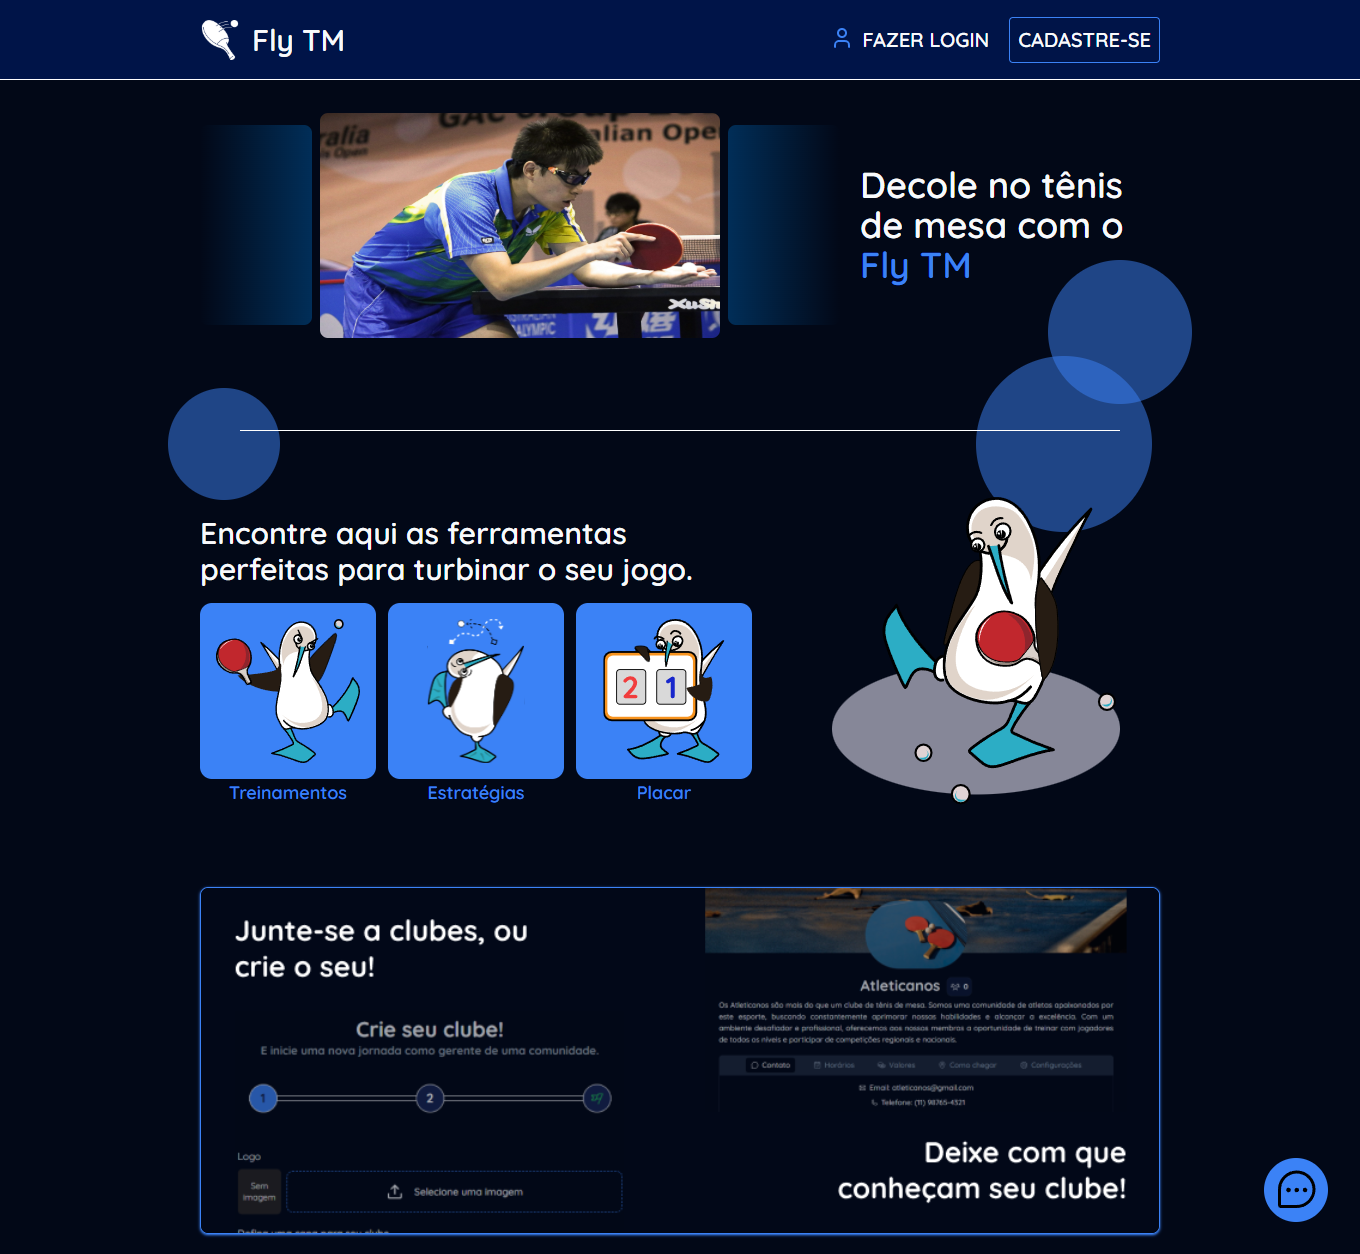 Fly TM
FAZER LOGIN
CADASTRE-SE
ralia
is Open
GAC Group
alian Open
XuSh
Decole no tênis
de mesa com o
Fly TM
Encontre aqui as ferramentas
perfeitas para turbinar o seu jogo.
2 1
Treinamentos
Estratégias
Placar
Junte-se a clubes, ou
crie o seu!
Crie seu clube!
E inicie uma nova jornada como gerente de uma comunidade.
1
2
Logo
Sem
imagem
Selecione uma imagem
Defina uma capa para seu clube
Atleticanos
0
Os Atleticanos são mais do que um clube de tênis de mesa. Somos uma comunidade de atletas apaixonados por
este esporte, buscando constantemente aprimorar nossas habilidades e alcançar a excelência. Com um
ambiente desafiador e profissional, oferecemos aos nossos membros a oportunidade de treinar com jogadores
de todos os níveis e participar de competições regionais e nacionais.
Contato
Horários
Valores
Como chegar
Configurações
Email: atleticanos@gmail.com
Telefone: (11) 98765-4321
Deixe com que
conheçam seu clube!